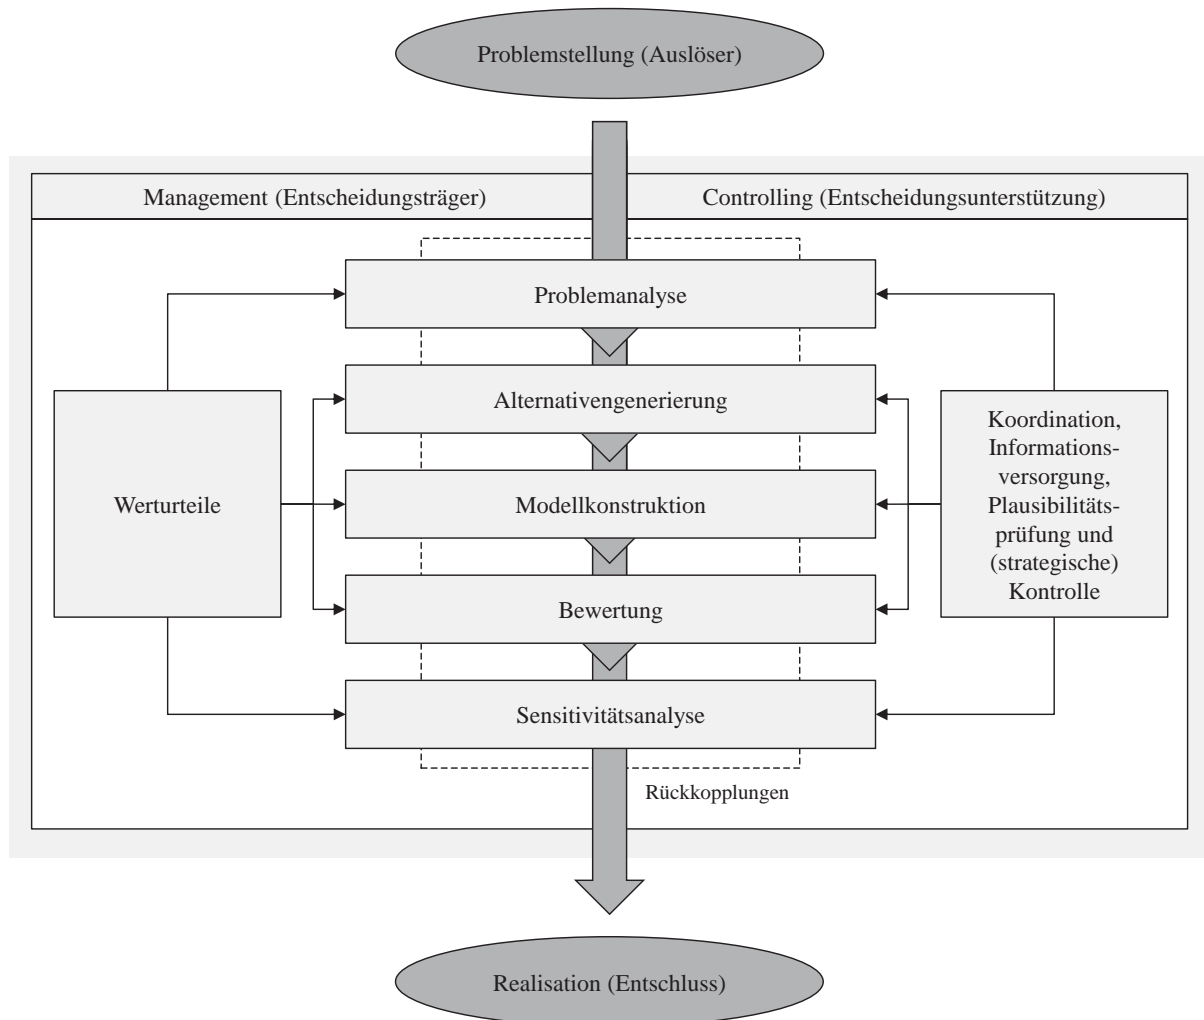 Problemstellung (Auslöser)
Management (Entscheidungsträger)
Controlling (Entscheidungsunterstützung)
Problemanalyse
Alternativengenerierung
Werturteile
Modellkonstruktion
Koordination,
Informations-
versorgung,
Plausibilitäts-
prüfung und
(strategische)
Kontrolle
Bewertung
Sensitivitätsanalyse
Rückkopplungen
Realisation (Entschluss)